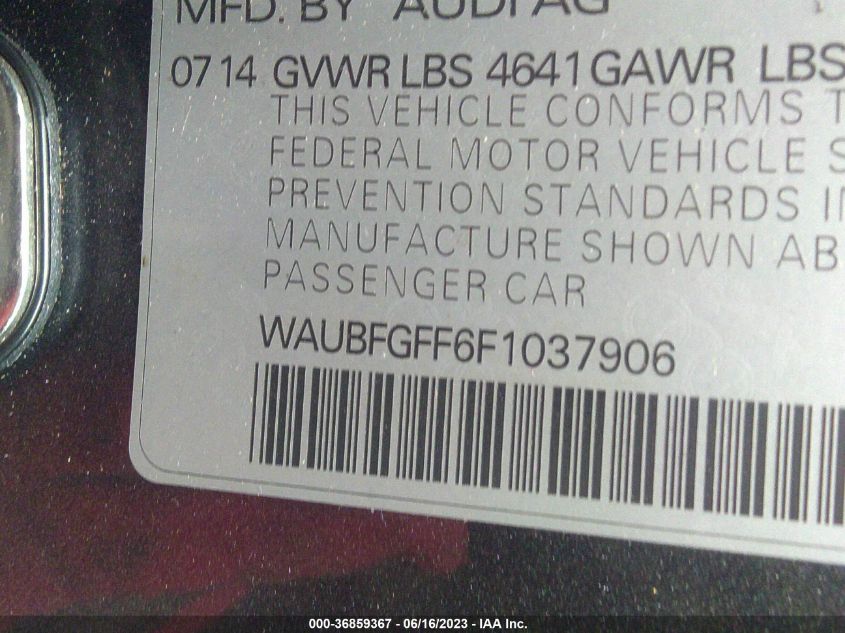 MFD. BY AUDI AG
0714 GVWR LBS 4641 GAWR LBS
THIS VEHICLE CONFORMS T
FEDERAL MOTOR VEHICLE S
PREVENTION STANDARDS IN
MANUFACTURE SHOWN AB
PASSENGER CAR
WAUBFGFF6F1037906
000-36859367 - 06/16/2023 - IAA Inc.